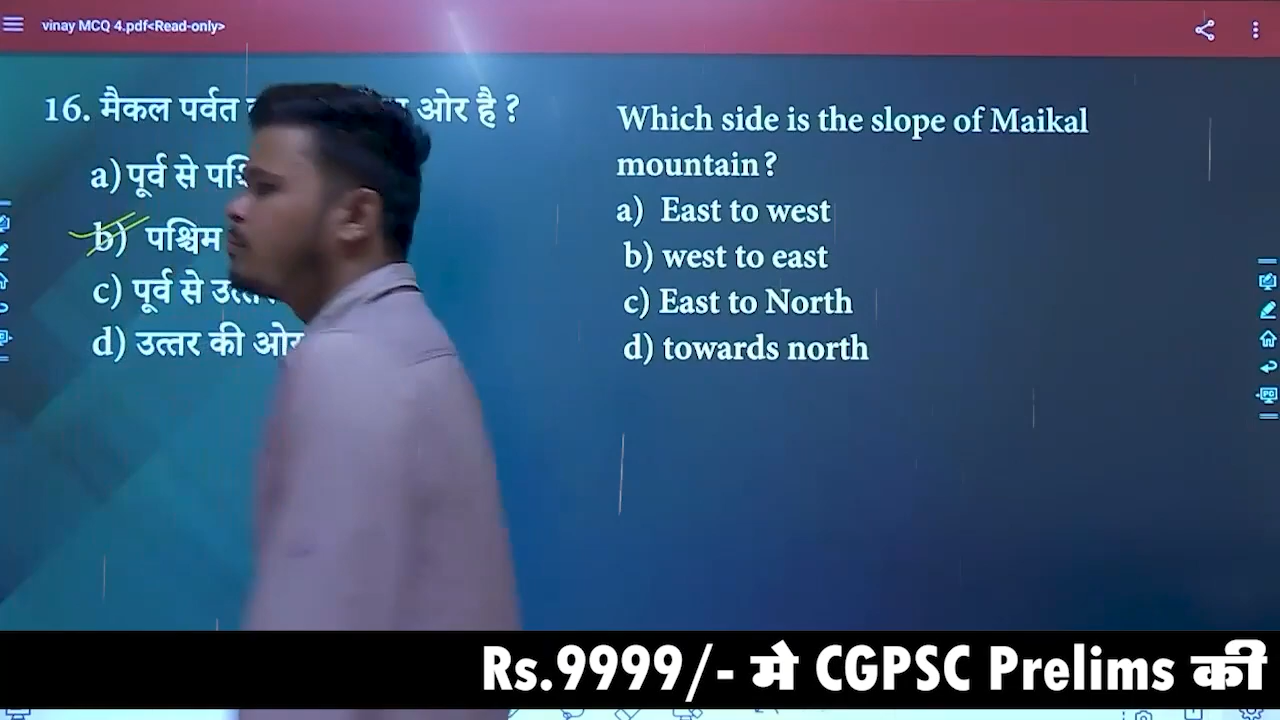 vinay MCQ 4.pdf<Read-only>
16. मैकल पर्वत ओर है ?
a) पूर्व से
b) पश्चिम
c) पूर्व से
d) उत्तर की ओर
Which side is the slope of Maikal
mountain?
a) East to west
b) west to east
c) East to North
d) towards north
Rs.9999/- मे CGPSC Prelims की